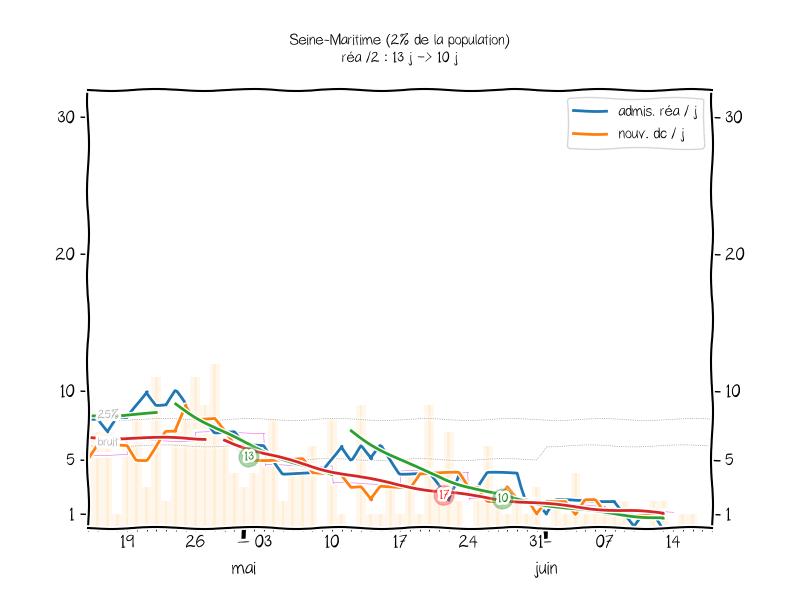 Seine-Maritime (2% de la population)
réa /2 : 13 j -> 10 j
admis. réa / j
nouv. dc / j
30
30
20
20
10
10
25%
bruit
5
5
13
17
10
1
1
19 26 03 10 17 24 31 07 14
mai juin